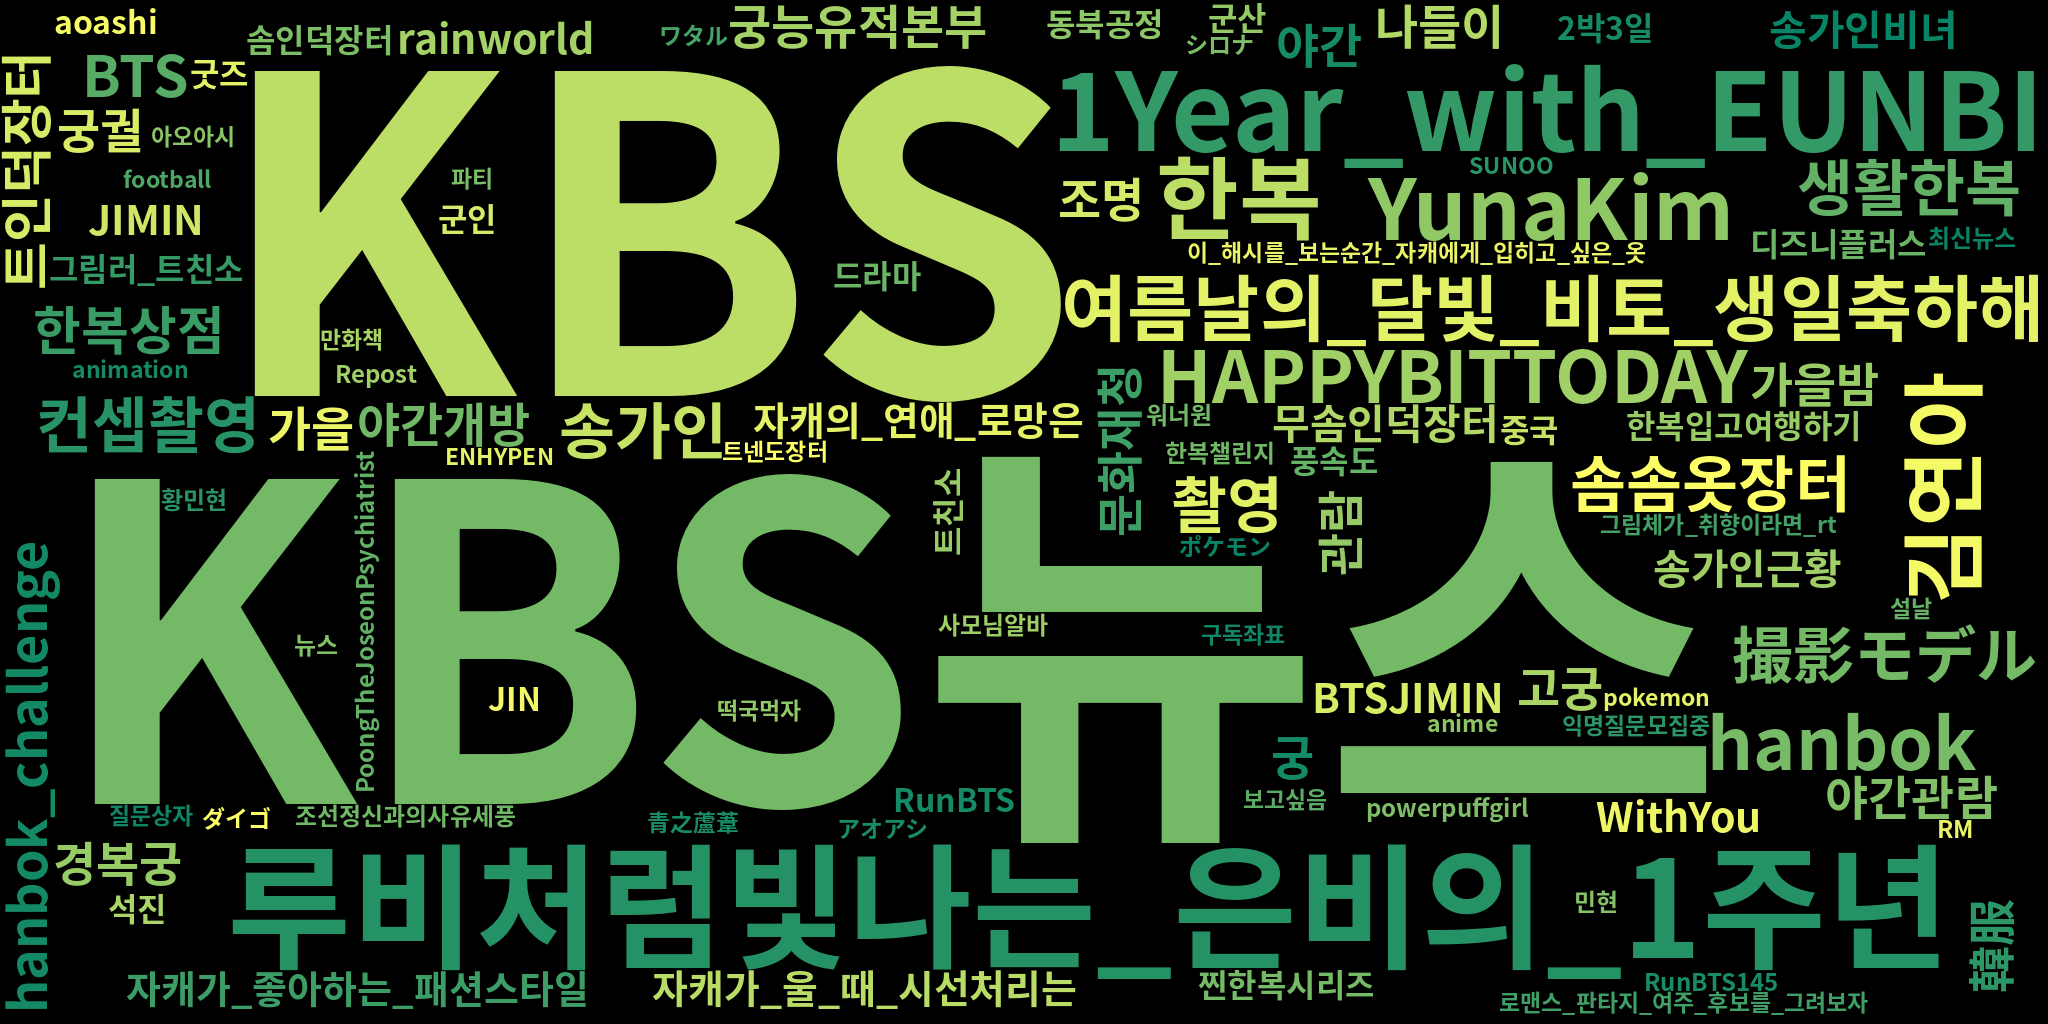 aoashi
솜인덕장터
rainworld
ワタル
궁능유적본부
동북공정
군산
シロナ
야간
나들이
2박3일
송가인비녀
트인덕장터
BTS
굿즈
KBS
1Year_with_EUNBI
궁궐
아오아시
football
파티
군인
JIMIN
조명
한복
SUNOO
YunaKim
생활한복
이_해시를_보는순간_자캐에게_입히고_싶은_옷
디즈니플러스
최신뉴스
그림러_트친소
드라마
여름날의_달빛_비토_생일축하해
한복상점
만화책
animation
Repost
HAPPYBITTODAY
가을밤
김연아
컨셉촬영
가을
야간개방
송가인
자캐의_연애_로망은
문화재청
워너원
무솜인덕장터
중국
한복입고여행하기
ENHYPEN
트넨도장터
한복챌린지
풍속도
솜솜옷장터
KBS뉴스
황민현
PoongTheJoseonPsychiatrist
트친소
촬영
관람
그림체가_취향이라면_rt
ポケモン
송가인근황
hanbok_challenge
뉴스
사모님알바
구독좌표
설날
撮影モデル
JIN
떡국먹자
BTSJIMIN
고궁
pokemon
anime
익명질문모집중
hanbok
궁
RunBTS
보고싶음
powerpuffgirl
WithYou
야간관람
RM
질문상자
ダイゴ
조선정신과의사유세풍
青之蘆葦
アオアシ
경복궁
석진
루비처럼빛나는_은비의_1주년
민현
韓服
자캐가_좋아하는_패션스타일
자캐가_울_때_시선처리는
찐한복시리즈
RunBTS145
로맨스_판타지_여주_후보를_그려보자